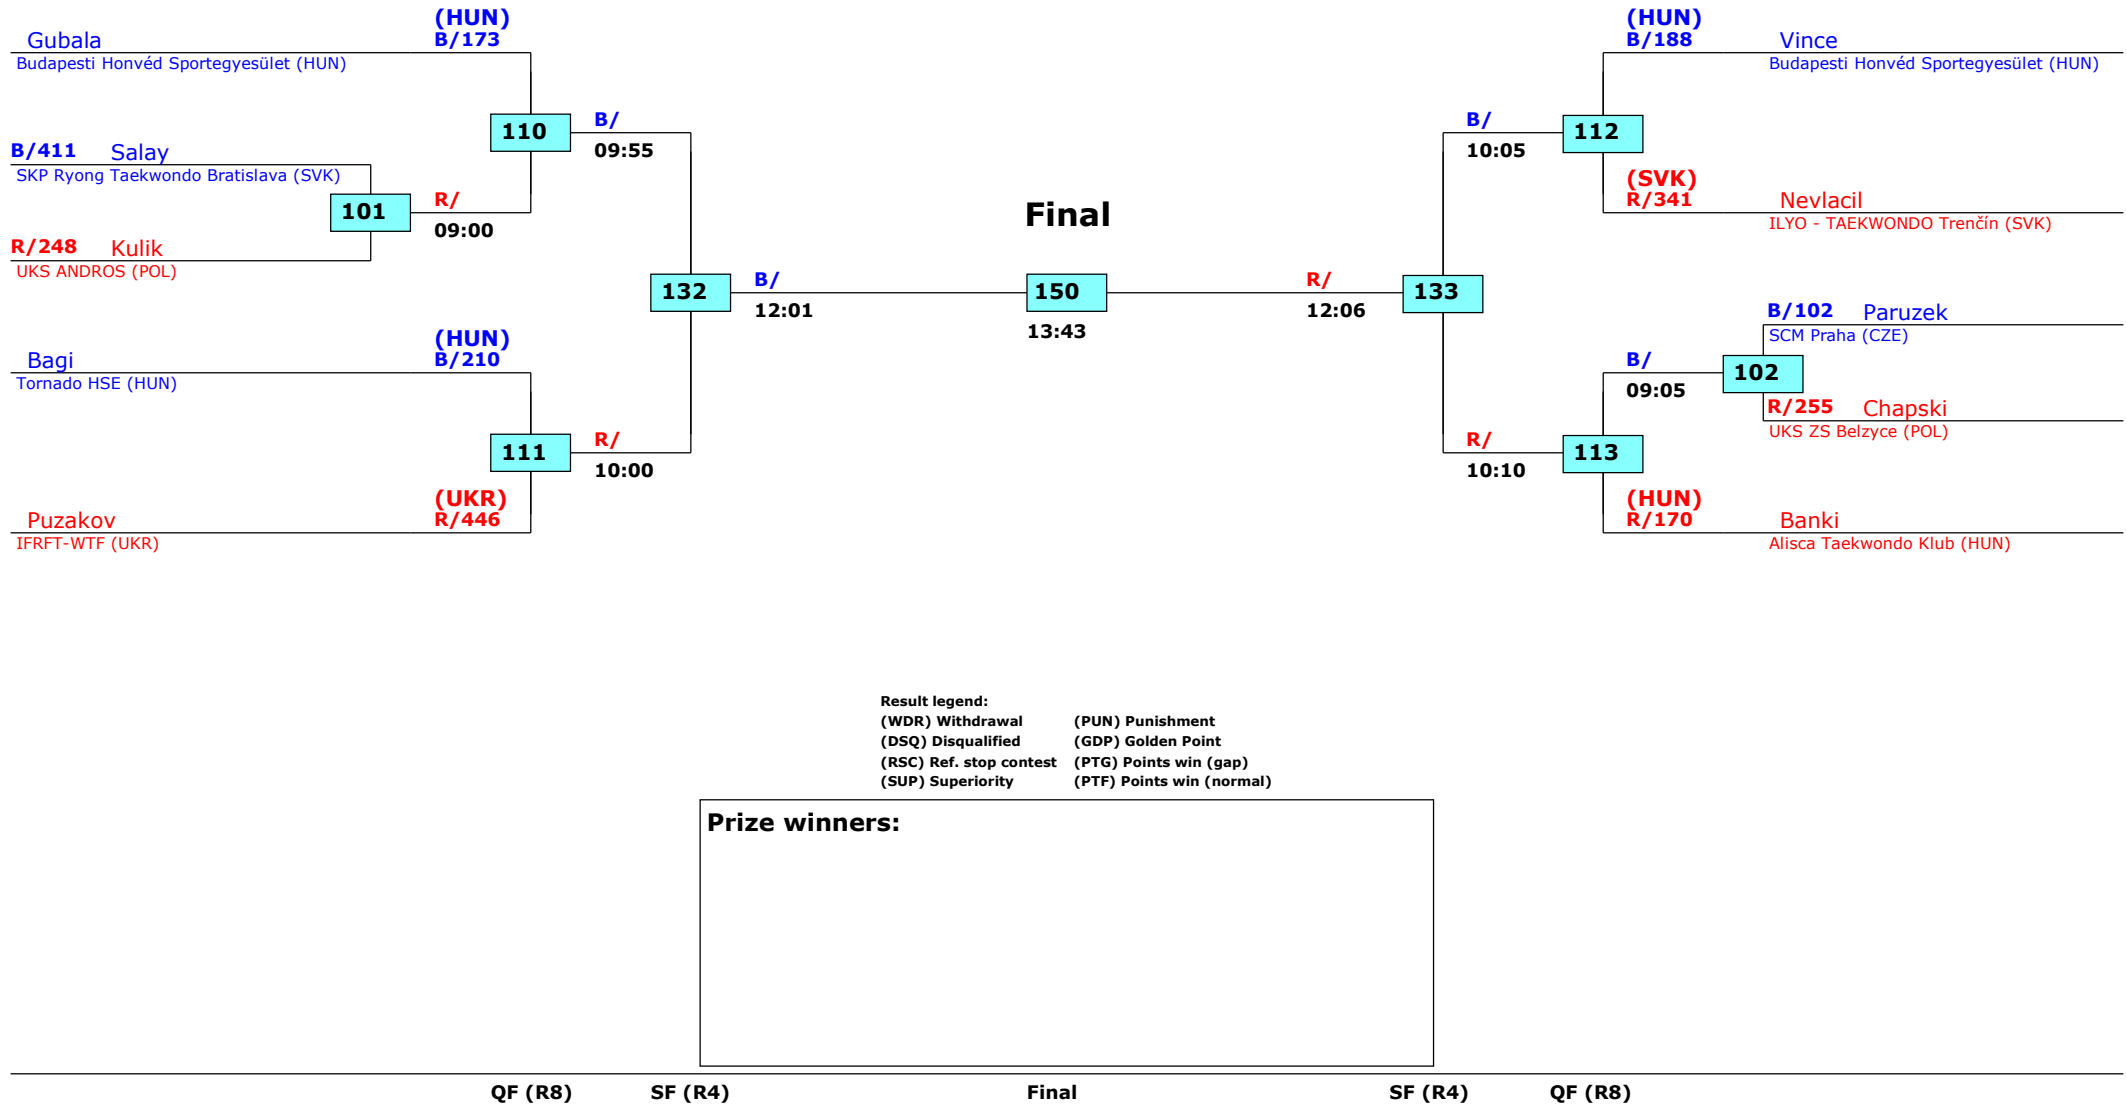 (HUN)
B/173
Gubala
Budapesti Honvéd Sportegyesület (HUN)
110
B/
09:55
B/411 Salay
SKP Ryong Taekwondo Bratislava (SVK)
101
R/
09:00
R/248 Kulik
UKS ANDROS (POL)
132
B/
12:01
(HUN)
B/210
Bagi
Tornado HSE (HUN)
111
R/
10:00
(UKR)
R/446
Puzakov
IFRFT-WTF (UKR)
Final
150
13:43
(HUN)
B/188
Vince
Budapesti Honvéd Sportegyesület (HUN)
B/
10:05
112
(SVK)
R/341
Nevlacil
ILYO - TAEKWONDO Trenčín (SVK)
R/
12:06
133
B/102 Paruzek
SCM Praha (CZE)
B/
09:05
102
R/255 Chapski
UKS ZS Belzyce (POL)
R/
10:10
113
(HUN)
R/170
Banki
Alisca Taekwondo Klub (HUN)
Result legend:
(WDR) Withdrawal (PUN) Punishment
(DSQ) Disqualified (GDP) Golden Point
(RSC) Ref. stop contest (PTG) Points win (gap)
(SUP) Superiority (PTF) Points win (normal)
Prize winners:
QF (R8) SF (R4) Final SF (R4) QF (R8)